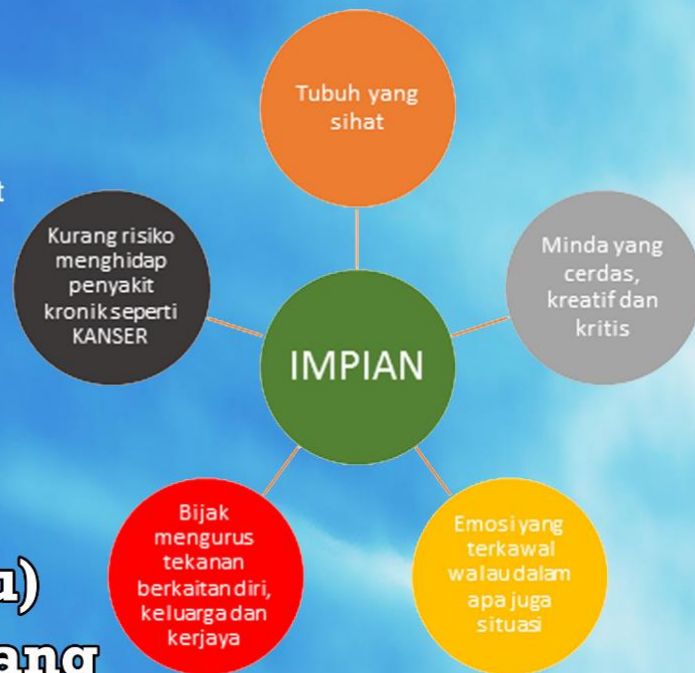 Tubuh yang
sihat
t
Kurang risiko
menghidap
penyakit
kronik seperti
KANSER
Minda yang
cerdas,
kreatif dan
kritis
IMPIAN
Bijak
mengurus
tekanan
berkaitan diri,
keluarga dan
kerjaya
Emosi yang
terkawal
walau dalam
apa juga
situasi